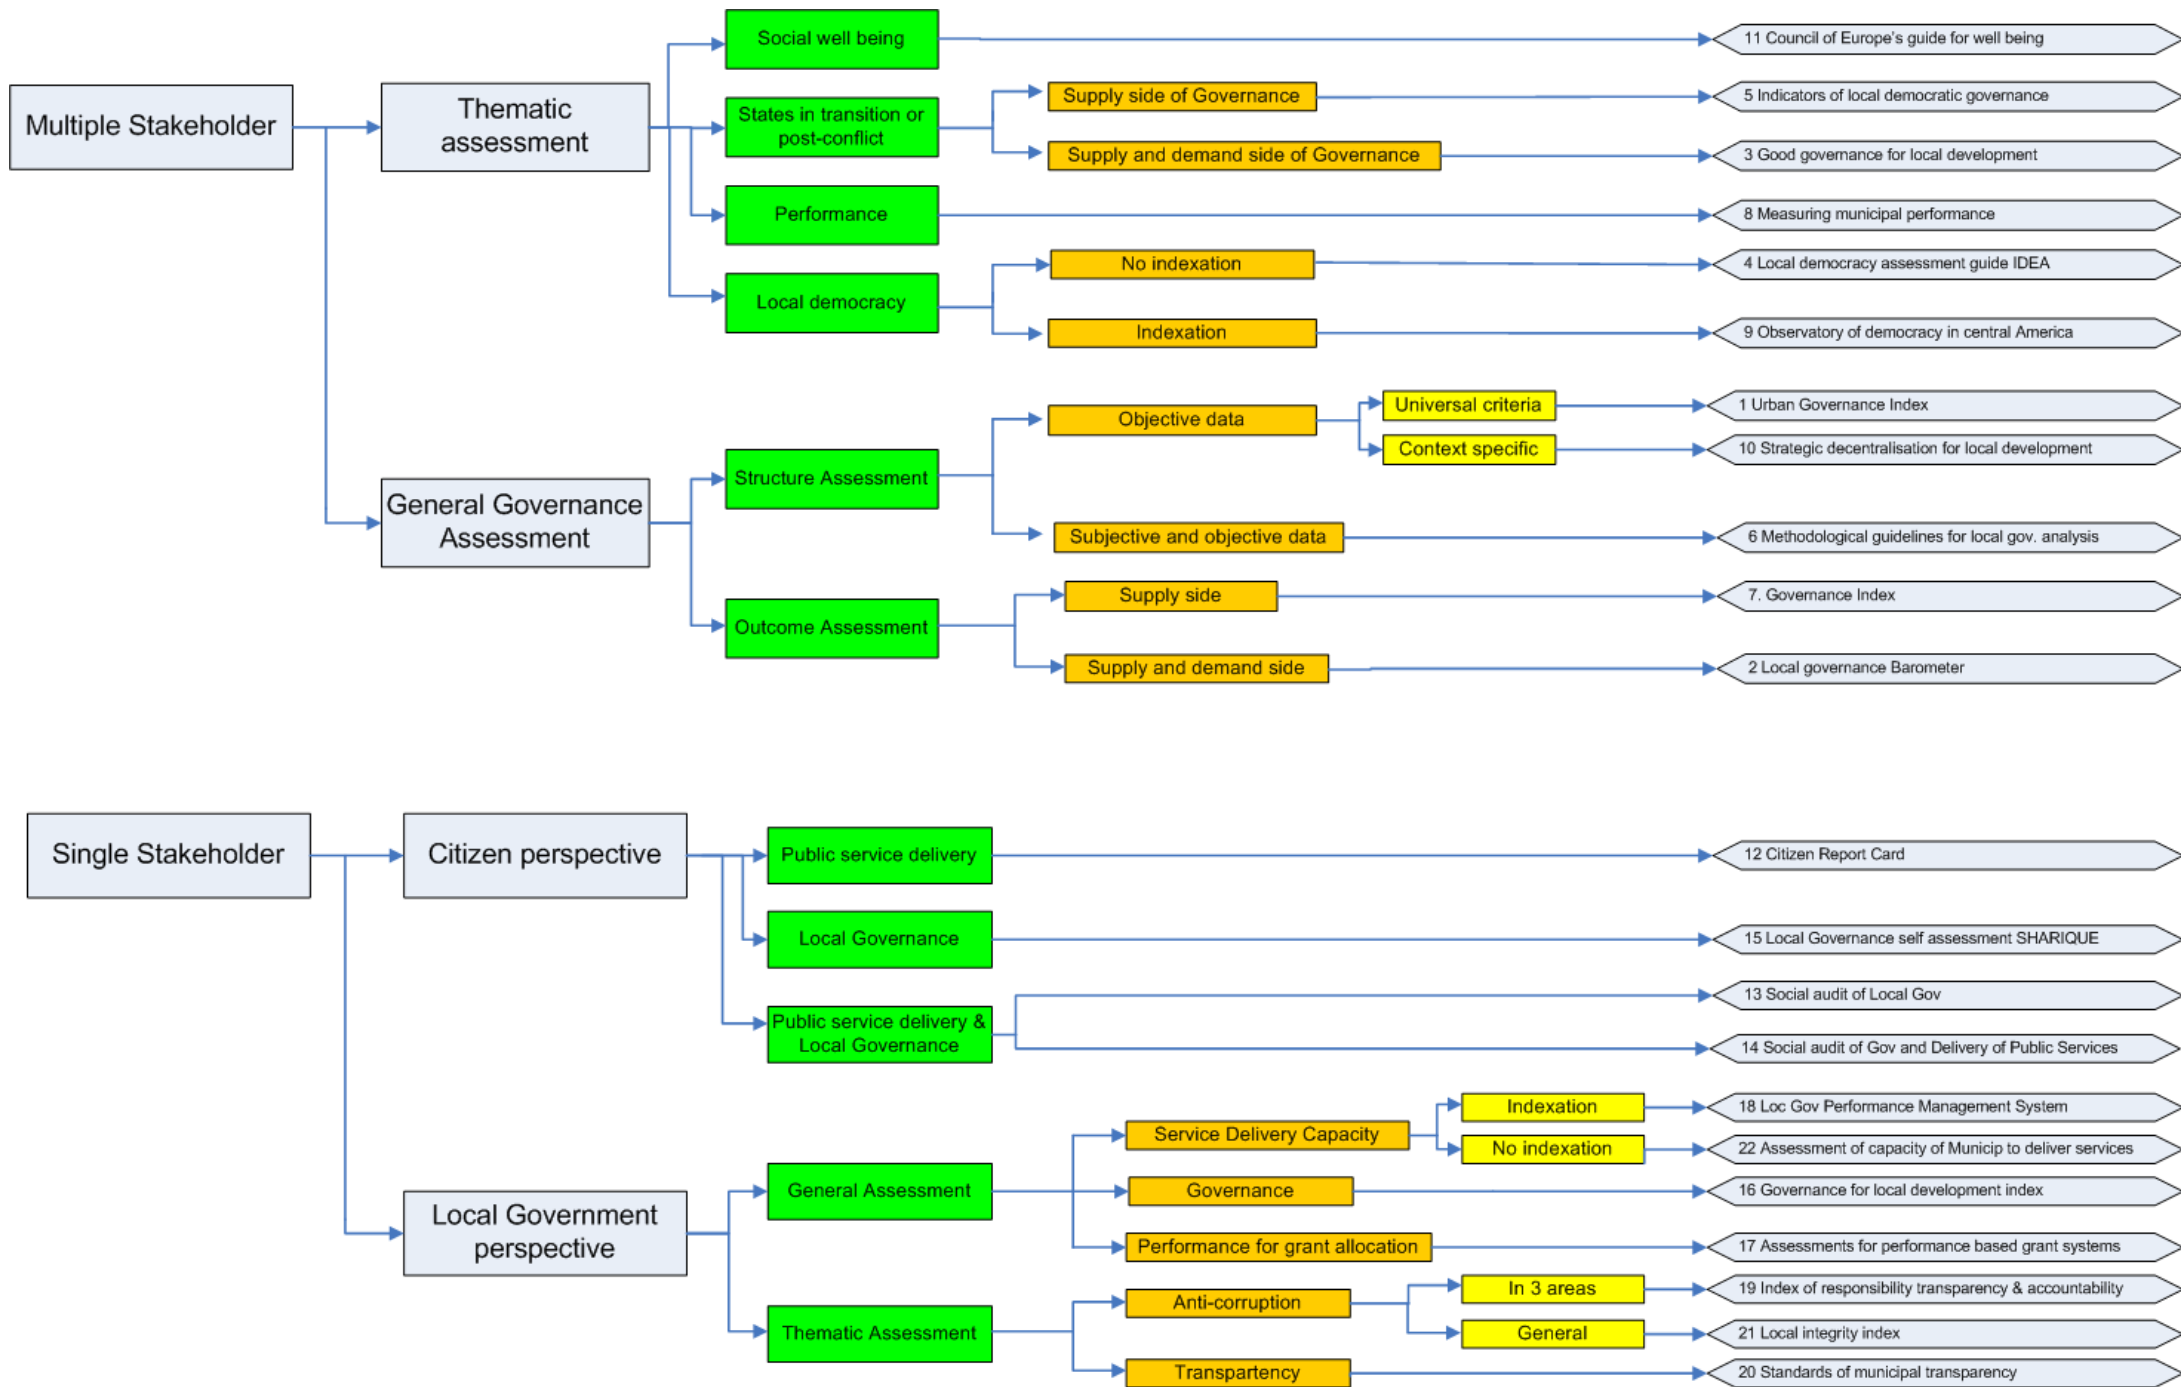 Social well being
11 Council of Europe's guide for well being
Multiple Stakeholder
Thematic
assessment
States in transition or
post-conflict
Supply side of Governance
5 Indicators of local democratic governance
Supply and demand side of Governance
3 Good governance for local development
Performance
8 Measuring municipal performance
Local democracy
No indexation
4 Local democracy assessment guide IDEA
Indexation
9 Observatory of democracy in central America
General Governance
Assessment
Structure Assessment
Objective data
Universal criteria
1 Urban Governance Index
Context specific
10 Strategic decentralisation for local development
Subjective and objective data
6 Methodological guidelines for local gov. analysis
Outcome Assessment
Supply side
7. Governance Index
Supply and demand side
2 Local governance Barometer
Single Stakeholder
Citizen perspective
Public service delivery
12 Citizen Report Card
Local Governance
15 Local Governance self assessment SHARIQUE
Public service delivery &
Local Governance
13 Social audit of Local Gov
14 Social audit of Gov and Delivery of Public Services
Local Government
perspective
General Assessment
Service Delivery Capacity
Indexation
18 Loc Gov Performance Management System
No indexation
22 Assessment of capacity of Municip to deliver services
Governance
16 Governance for local development index
Performance for grant allocation
17 Assessments for performance based grant systems
Thematic Assessment
Anti-corruption
In 3 areas
19 Index of responsibility transparency & accountability
General
21 Local integrity index
Transpartency
20 Standards of municipal transparency